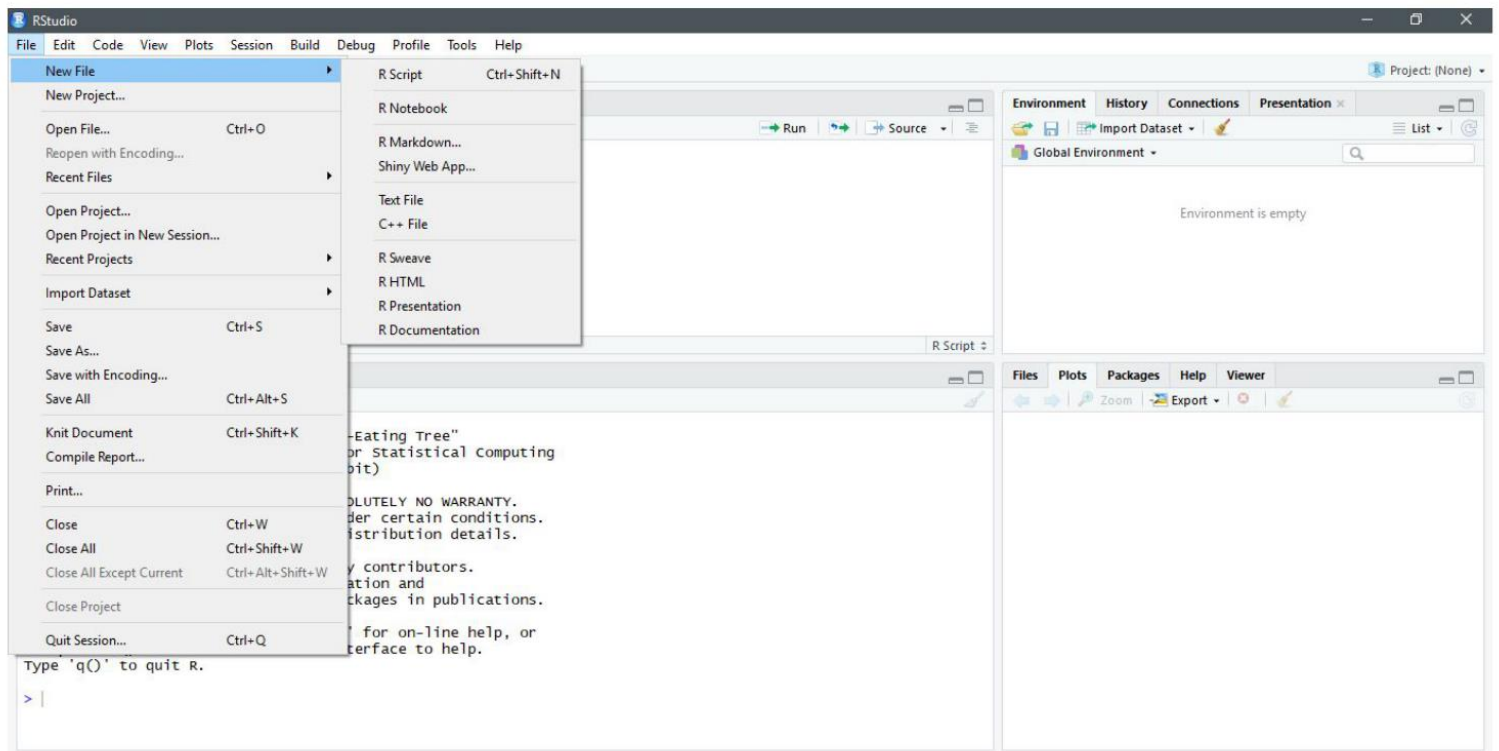 RStudio
File Edit Code View Plots Session Build Debug Profile Tools Help
Project: (None)
New File
New Project...
Open File... Ctrl+O
Reopen with Encoding...
Recent Files
Open Project...
Open Project in New Session...
Recent Projects
Import Dataset
Save Ctrl+S
Save As...
Save with Encoding...
Save All Ctrl+Alt+S
Knit Document Ctrl+Shift+K
Compile Report...
Print...
Close Ctrl+W
Close All Ctrl+Shift+W
Close All Except Current Ctrl+Alt+Shift+W
Close Project
Quit Session... Ctrl+Q
R Script Ctrl+Shift+N
R Notebook
R Markdown...
Shiny Web App...
Text File
C++ File
R Sweave
R HTML
R Presentation
R Documentation
Run Source
R Script
Environment History Connections Presentation
Import Dataset List
Global Environment
Environment is empty
Files Plots Packages Help Viewer
Zoom Export
-Eating Tree"
or Statistical Computing
bit)
OLUTELY NO WARRANTY.
der certain conditions.
istribution details.
y contributors.
ation and
ckages in publications.
' for on-line help, or
terface to help.
Type 'q()' to quit R.
>